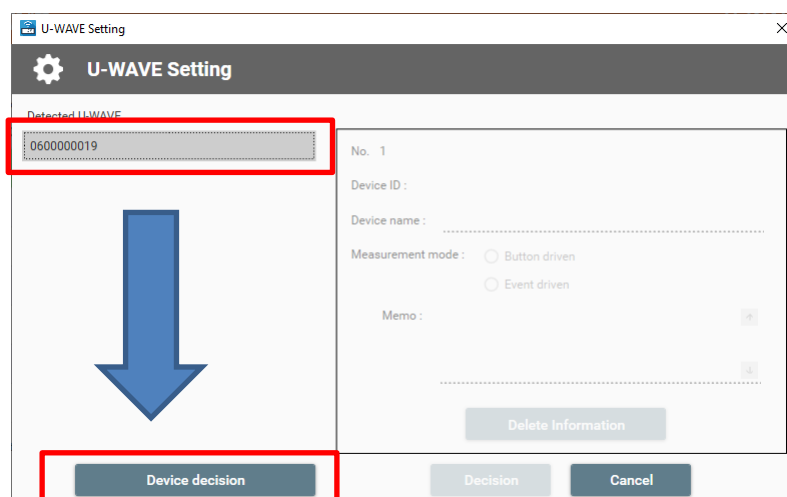 U-WAVE Setting
U-WAVE Setting
Detected U-WAVE
0600000019
No. 1
Device ID :
Device name :
Measurement mode :
Button driven
Event driven
Memo :
Delete Information
Device decision
Decision
Cancel